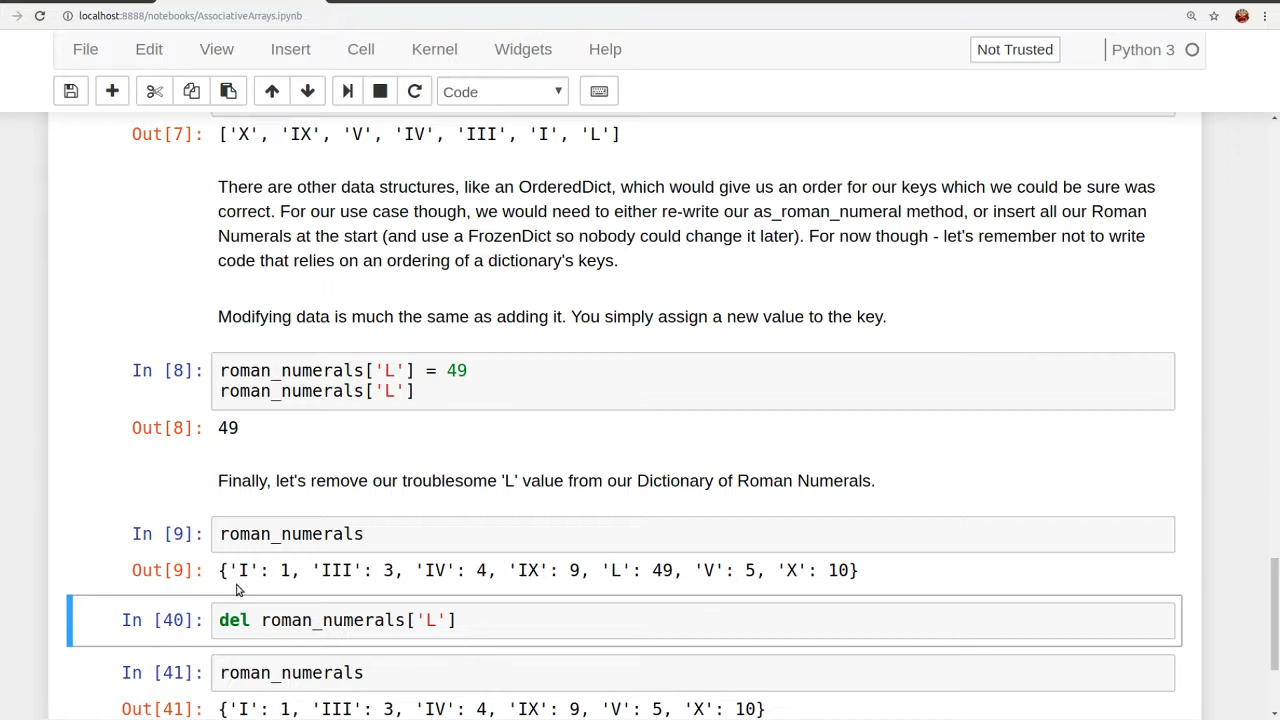 localhost:8888/notebooks/AssociativeArrays.ipynb
File Edit View Insert Cell Kernel Widgets Help Not Trusted Python 3
Code
Out[7]: ['X', 'IX', 'V', 'IV', 'III', 'I', 'L']
There are other data structures, like an OrderedDict, which would give us an order for our keys which we could be sure was
correct. For our use case though, we would need to either re-write our as_roman_numeral method, or insert all our Roman
Numerals at the start (and use a FrozenDict so nobody could change it later). For now though - let's remember not to write
code that relies on an ordering of a dictionary's keys.
Modifying data is much the same as adding it. You simply assign a new value to the key.
In [8]: roman_numerals['L'] = 49
roman_numerals['L']
Out[8]: 49
Finally, let's remove our troublesome 'L' value from our Dictionary of Roman Numerals.
In [9]: roman_numerals
Out[9]: {'I': 1, 'III': 3, 'IV': 4, 'IX': 9, 'L': 49, 'V': 5, 'X': 10}
In [40]: del roman_numerals['L']
In [41]: roman_numerals
Out[41]: {'I': 1, 'III': 3, 'IV': 4, 'IX': 9, 'V': 5, 'X': 10}